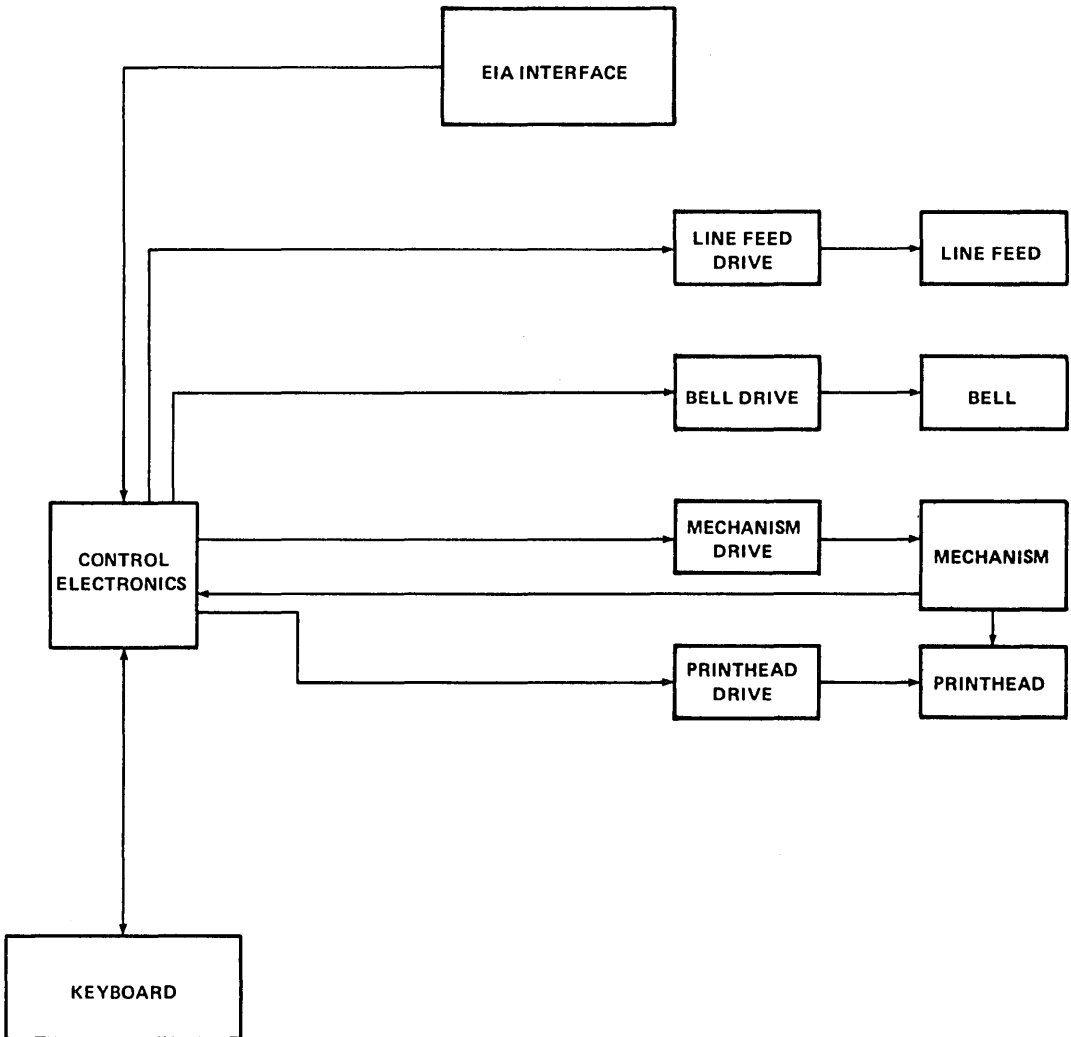 EIA INTERFACE
LINE FEED
DRIVE
LINE FEED
BELL DRIVE
BELL
CONTROL
ELECTRONICS
MECHANISM
DRIVE
MECHANISM
PRINTHEAD
DRIVE
PRINTHEAD
KEYBOARD